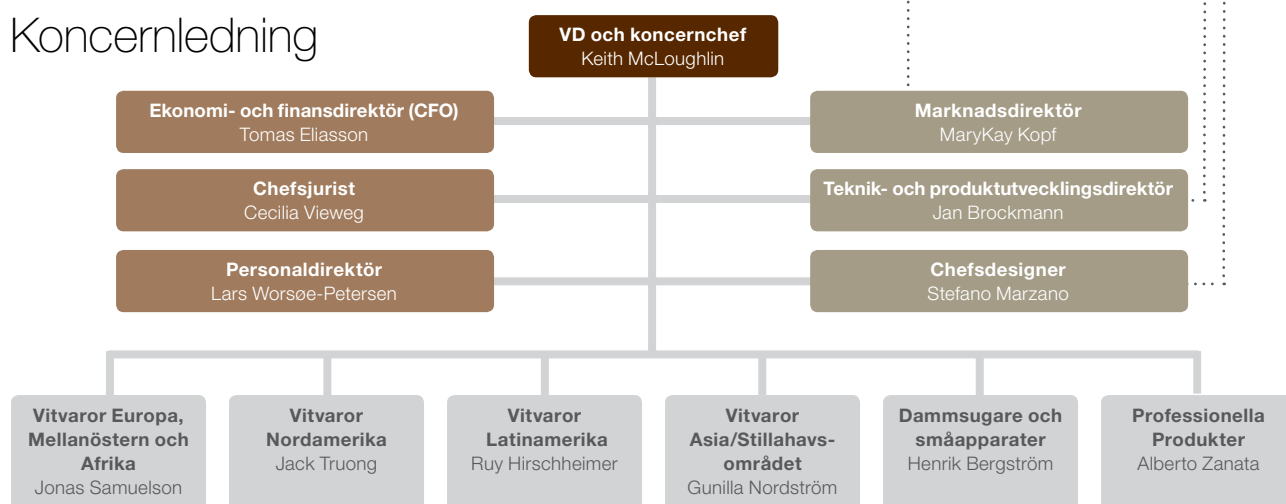 Koncernledning
VD och koncernchef
Keith McLoughlin
Ekonomi- och finansdirektör (CFO)
Tomas Eliasson
Marknadsdirektör
MaryKay Kopf
Chefsjurist
Cecilia Vieweg
Teknik- och produktutvecklingsdirektör
Jan Brockmann
Personaldirektör
Lars Worsøe-Petersen
Chefsdesigner
Stefano Marzano
Vitvaror Europa,
Mellanöstern och
Afrika
Jonas Samuelson
Vitvaror
Nordamerika
Jack Truong
Vitvaror
Latinamerika
Ruy Hirschheimer
Vitvaror
Asia/Stillahavs-
området
Gunilla Nordström
Dammsugare och
småapparater
Henrik Bergström
Professionella
Produkter
Alberto Zanata